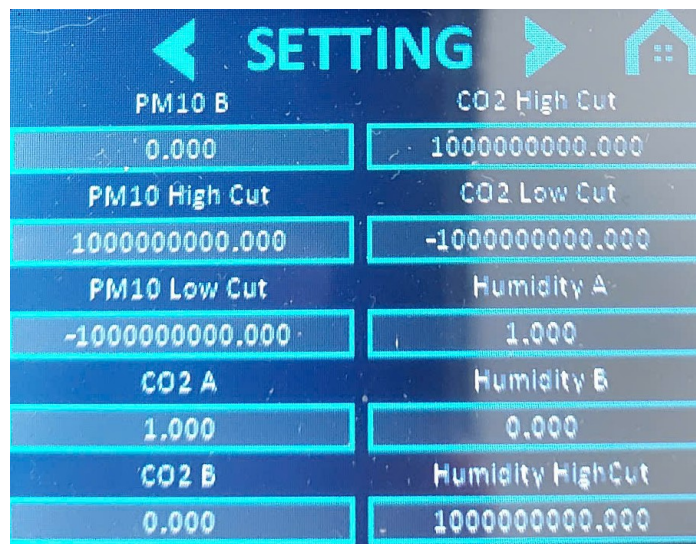 SETTING
PM10 B
0.000
PM10 High Cut
1000000000.000
PM10 Low Cut
-1000000000.000
CO2 A
1.000
CO2 B
0.000
CO2 High Cut
1000000000.000
CO2 Low Cut
-1000000000.000
Humidity A
1.000
Humidity B
0.000
Humidity HighCut
1000000000.000